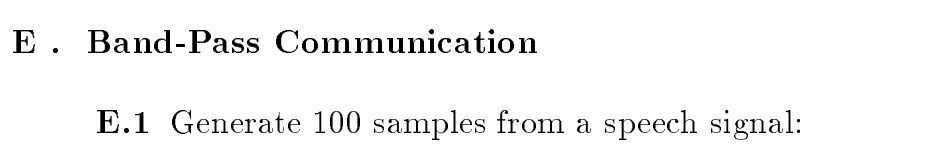 E . Band-Pass Communication
E.1 Generate 100 samples from a speech signal: